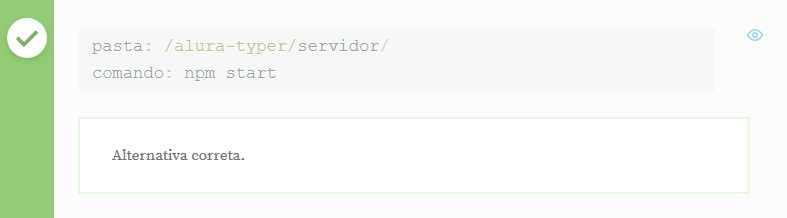 pasta: /alura-typer/servidor/
comando: npm start
Alternativa correta.